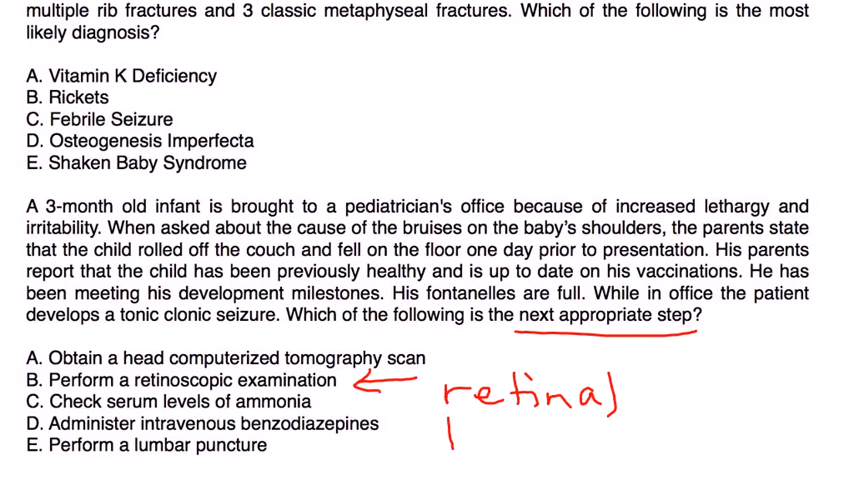 multiple rib fractures and 3 classic metaphyseal fractures. Which of the following is the most
likely diagnosis?
A. Vitamin K Deficiency
B. Rickets
C. Febrile Seizure
D. Osteogenesis Imperfecta
E. Shaken Baby Syndrome
A 3-month old infant is brought to a pediatrician's office because of increased lethargy and
irritability. When asked about the cause of the bruises on the baby's shoulders, the parents state
that the child rolled off the couch and fell on the floor one day prior to presentation. His parents
report that the child has been previously healthy and is up to date on his vaccinations. He has
been meeting his development milestones. His fontanelles are full. While in office the patient
develops a tonic clonic seizure. Which of the following is the next appropriate step?
A. Obtain a head computerized tomography scan
B. Perform a retinoscopic examination
C. Check serum levels of ammonia
D. Administer intravenous benzodiazepines
E. Perform a lumbar puncture
retinal